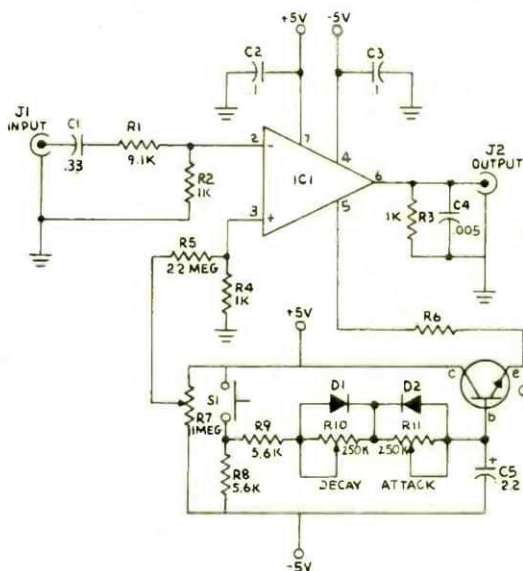 +5V
-5V
C2
.1
C3
.1
J1
INPUT
C1
.33
R1
9.1K
R2
1K
2
-
3
+
7
4
6
5
IC1
J2
OUTPUT
1K
R3
C4
.005
R5
22 MEG
R4
1K
+5V
R6
c
e
b
S1
R7
1MEG
D1
D2
R9
5.6K
R10
250K
R11
250K
DECAY
ATTACK
R8
5.6K
+
C5
2.2
-5V